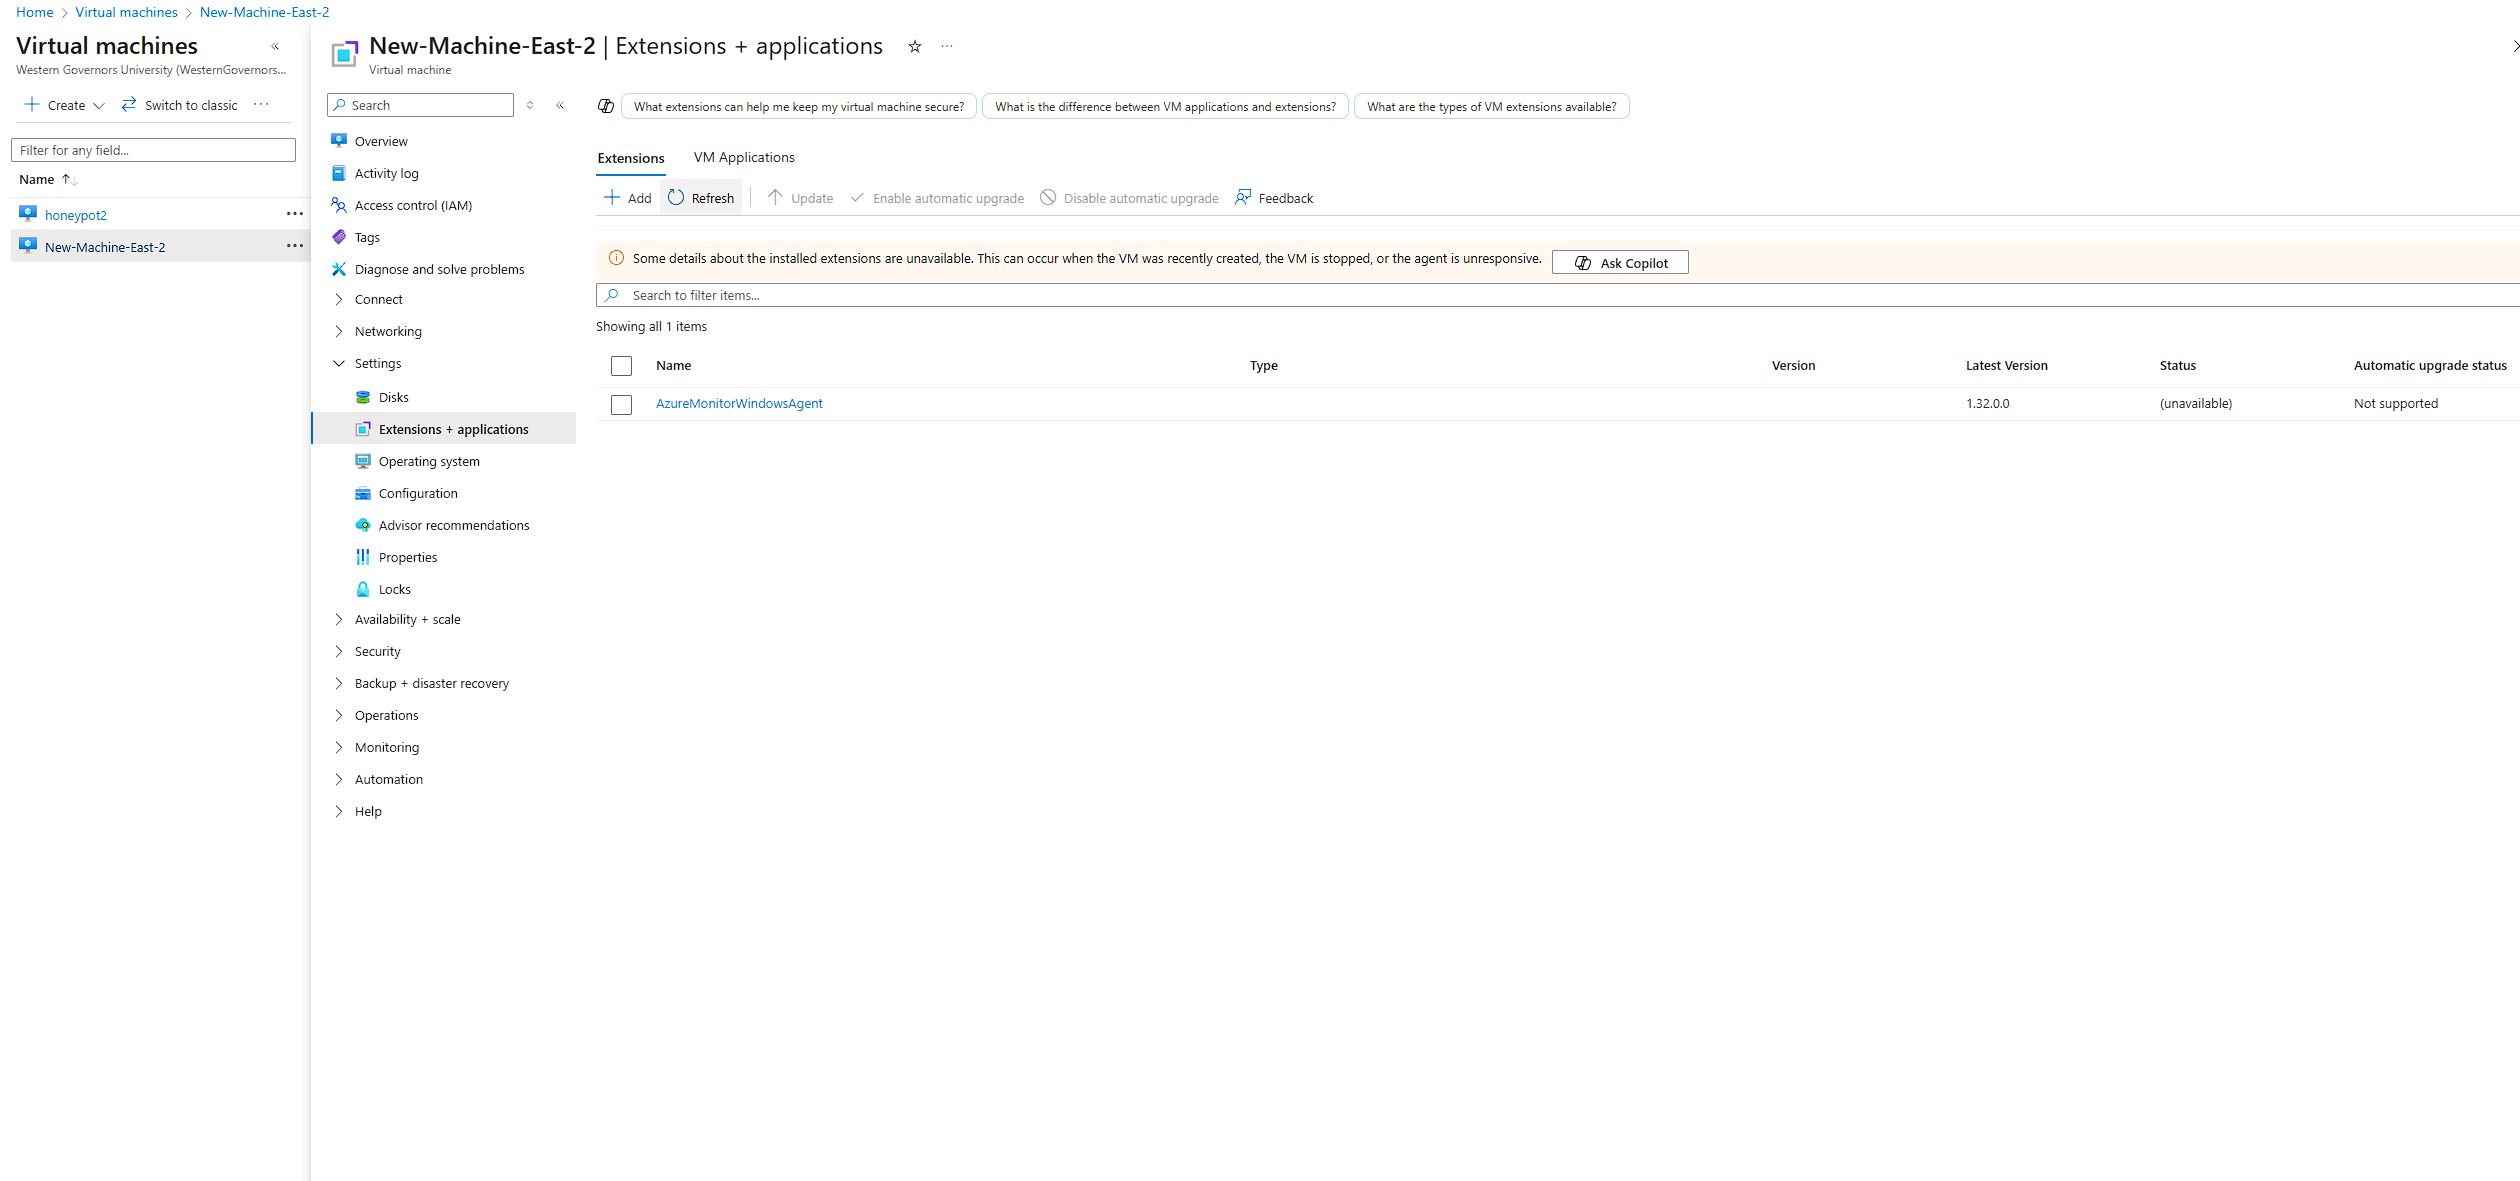 Home > Virtual machines > New-Machine-East-2
Virtual machines
Western Governors University (WesternGovernors...
Create
Switch to classic
Filter for any field...
Name
honeypot2
New-Machine-East-2
New-Machine-East-2 | Extensions + applications
Virtual machine
Search
Overview
Activity log
Access control (IAM)
Tags
Diagnose and solve problems
Connect
Networking
Settings
Disks
Extensions + applications
Operating system
Configuration
Advisor recommendations
Properties
Locks
Availability + scale
Security
Backup + disaster recovery
Operations
Monitoring
Automation
Help
What extensions can help me keep my virtual machine secure?
What is the difference between VM applications and extensions?
What are the types of VM extensions available?
Extensions
VM Applications
Add
Refresh
Update
Enable automatic upgrade
Disable automatic upgrade
Feedback
Some details about the installed extensions are unavailable. This can occur when the VM was recently created, the VM is stopped, or the agent is unresponsive.
Ask Copilot
Search to filter items...
Showing all 1 items
Name Type Version Latest Version Status Automatic upgrade status
AzureMonitorWindowsAgent 1.32.0.0 (unavailable) Not supported